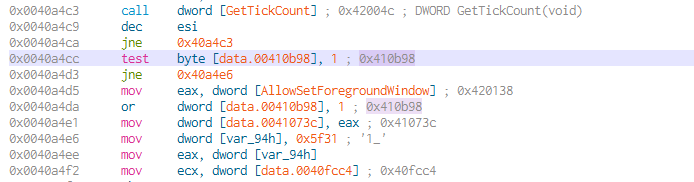 0x0040a4c3 call dword [GetTickCount] ; 0x42004c ; DWORD GetTickCount(void)
0x0040a4c9 dec esi
0x0040a4ca jne 0x40a4c3
0x0040a4cc test byte [data.00410b98], 1 ; 0x410b98
0x0040a4d3 jne 0x40a4e6
0x0040a4d5 mov eax, dword [AllowSetForegroundWindow] ; 0x420138
0x0040a4da or dword [data.00410b98], 1 ; 0x410b98
0x0040a4e1 mov dword [data.0041073c], eax ; 0x41073c
0x0040a4e6 mov dword [var_94h], 0x5f31 ; '1_'
0x0040a4ee mov eax, dword [var_94h]
0x0040a4f2 mov ecx, dword [data.0040fcc4] ; 0x40fcc4